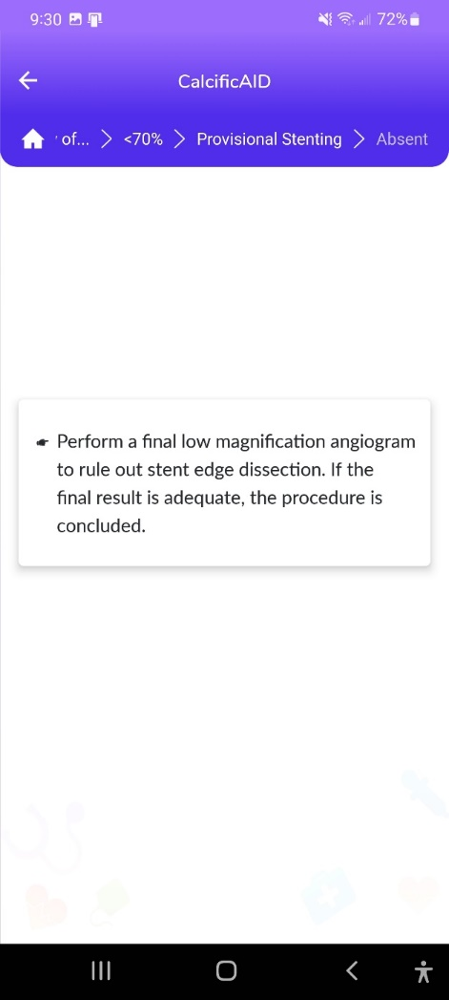 9:30 72%
CalcificAID
of... <70% Provisional Stenting Absent
Perform a final low magnification angiogram
to rule out stent edge dissection. If the
final result is adequate, the procedure is
concluded.